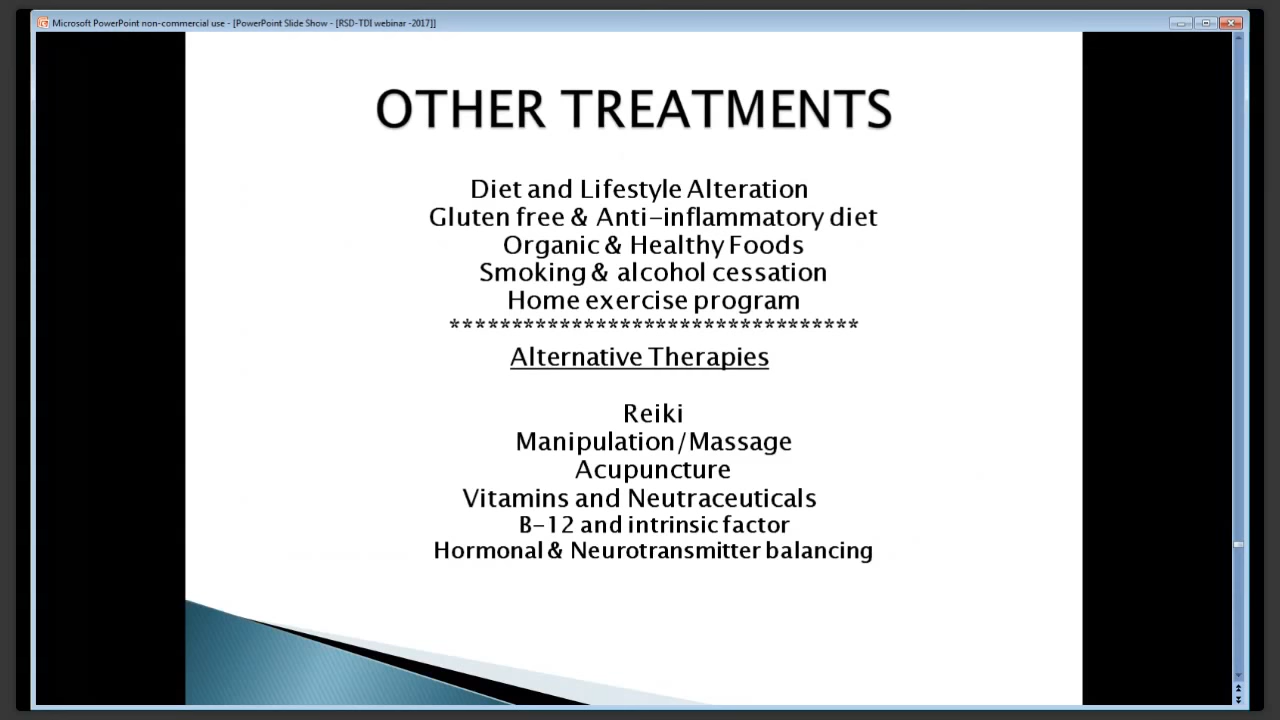 Microsoft PowerPoint non-commercial use - [PowerPoint Slide Show - [RSD-TDI webinar -2017]]
OTHER TREATMENTS
Diet and Lifestyle Alteration
Gluten free & Anti-inflammatory diet
Organic & Healthy Foods
Smoking & alcohol cessation
Home exercise program
*********************************
Alternative Therapies
Reiki
Manipulation/Massage
Acupuncture
Vitamins and Neutraceuticals
B-12 and intrinsic factor
Hormonal & Neurotransmitter balancing